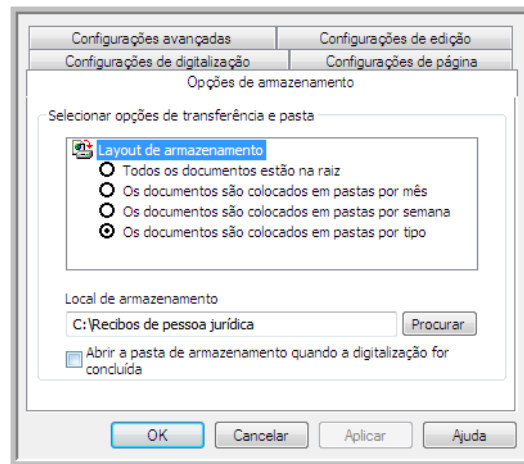 Configurações avançadas
Configurações de edição
Configurações de digitalização
Configurações de página
Opções de armazenamento
Selecionar opções de transferência e pasta
Layout de armazenamento
Todos os documentos estão na raiz
Os documentos são colocados em pastas por mês
Os documentos são colocados em pastas por semana
Os documentos são colocados em pastas por tipo
Local de armazenamento
C:\Recibos de pessoa jurídica
Procurar
Abrir a pasta de armazenamento quando a digitalização for
concluída
OK
Cancelar
Aplicar
Ajuda